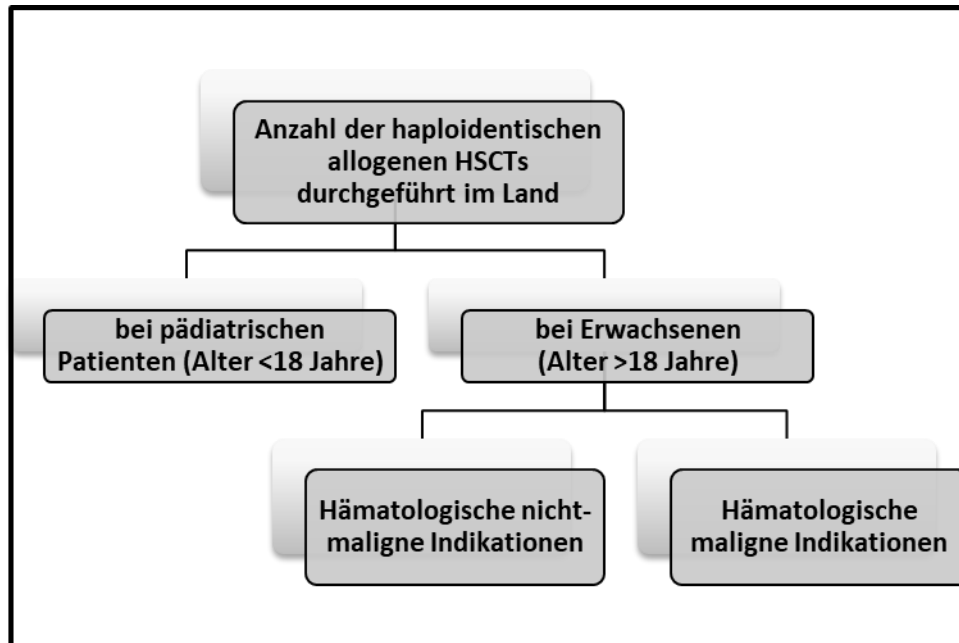 Anzahl der haploidentischen
allogenen HSCTs
durchgeführt im Land
bei pädiatrischen
Patienten (Alter <18 Jahre)
bei Erwachsenen
(Alter >18 Jahre)
Hämatologische nicht-
maligne Indikationen
Hämatologische
maligne Indikationen